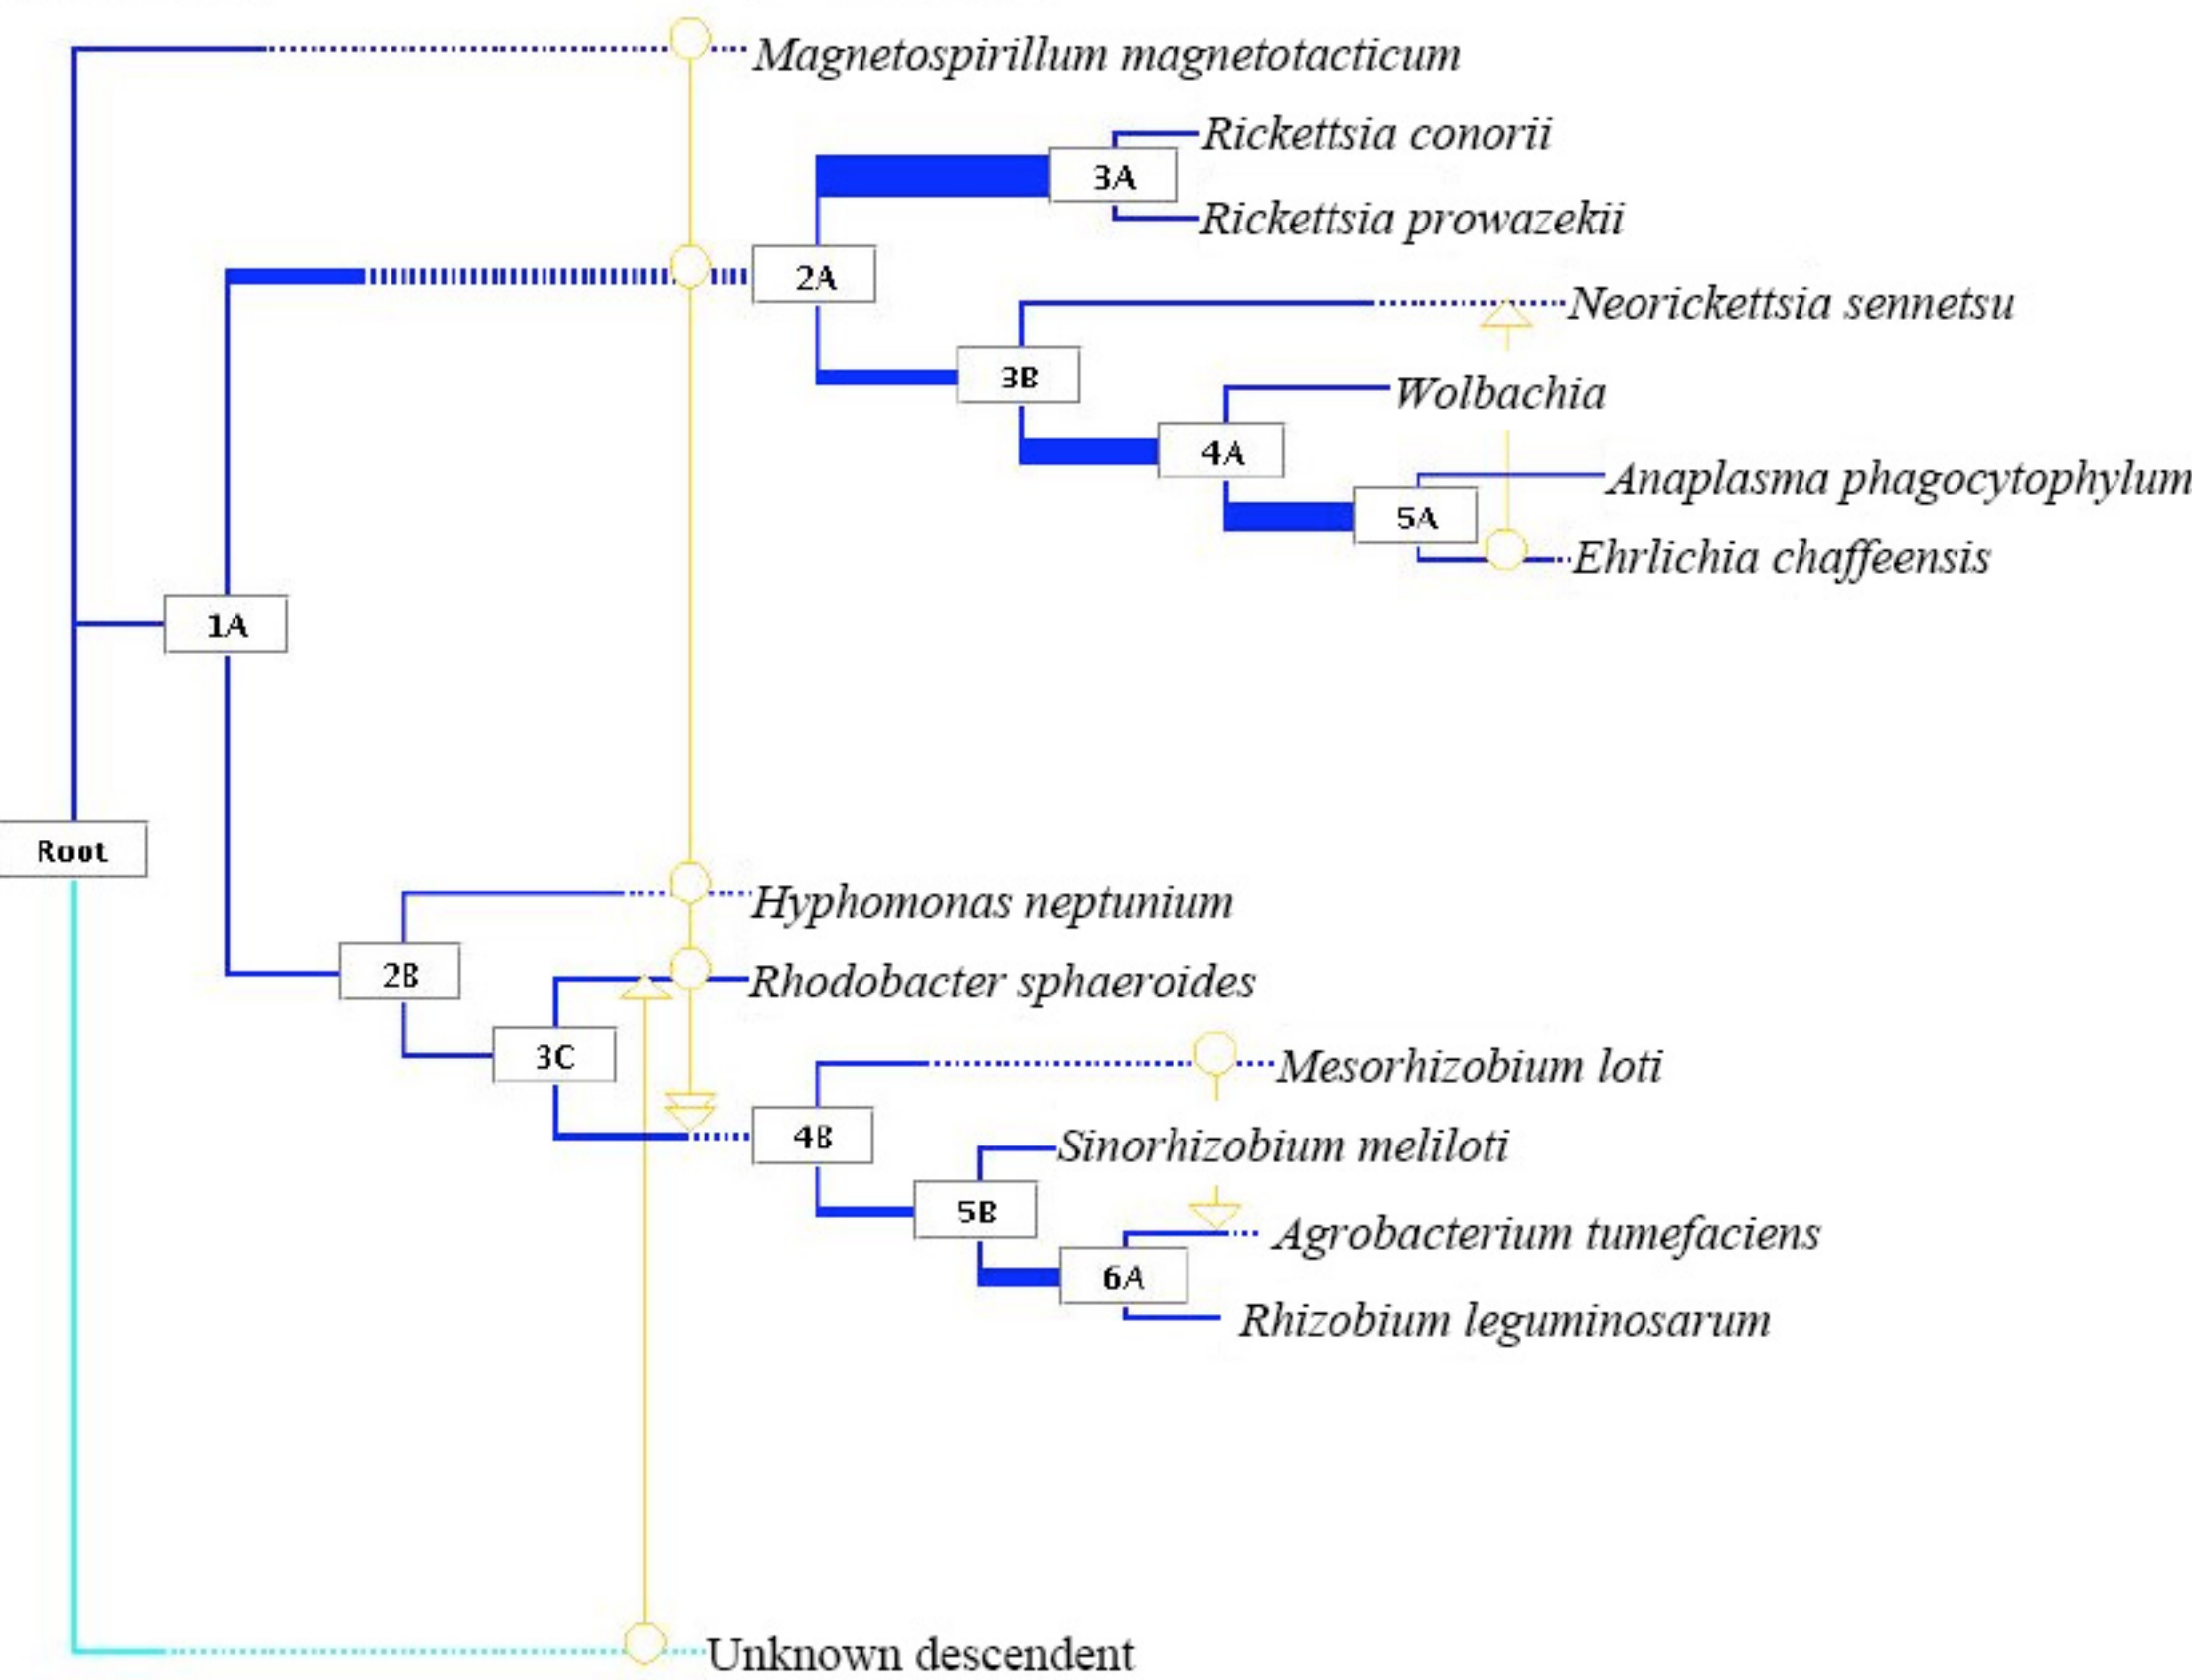 Magnetospirillum magnetotacticum
Rickettsia conorii
3A
Rickettsia prowazekii
2A
Neorickettsia sennetsu
3B
Wolbachia
4A
Anaplasma phagocytophylum
5A
Ehrlichia chaffeensis
1A
Root
Hyphomonas neptunium
2B
Rhodobacter sphaeroides
3C
Mesorhizobium loti
4B
Sinorhizobium meliloti
5B
Agrobacterium tumefaciens
6A
Rhizobium leguminosarum
Unknown descendent